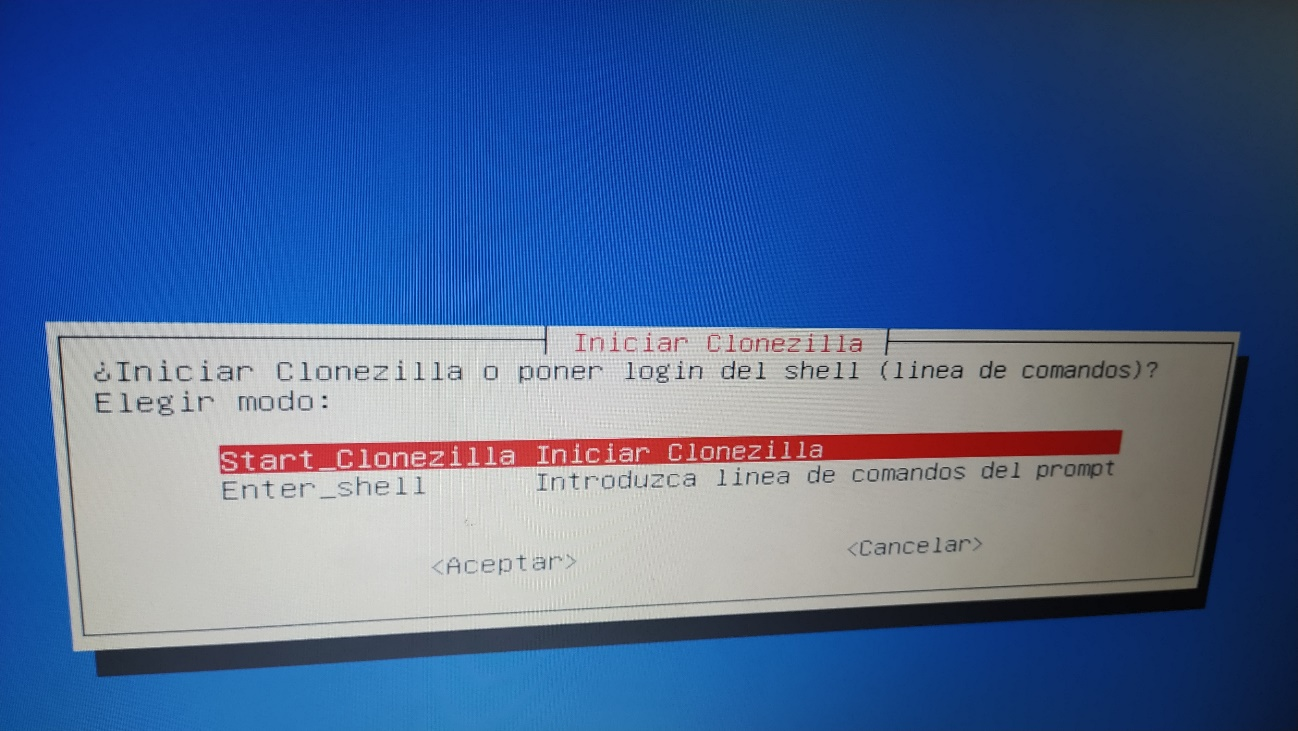 Iniciar Clonezilla
¿Iniciar Clonezilla o poner login del shell (linea de comandos)?
Elegir modo:
Start_Clonezilla Iniciar Clonezilla
Enter_shell Introduzca linea de comandos del prompt
<Aceptar> <Cancelar>